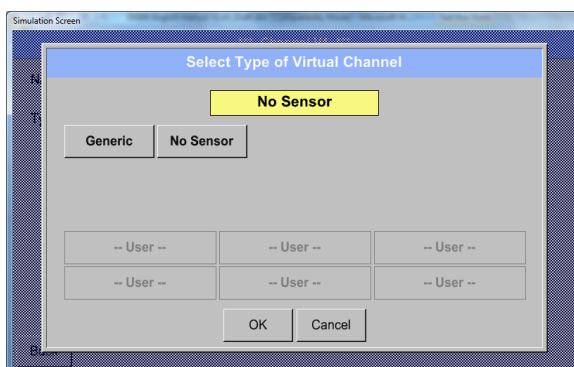 Simulation Screen
Select Type of Virtual Channel
No Sensor
Generic No Sensor
-- User -- -- User -- -- User --
-- User -- -- User -- -- User --
OK Cancel
Back